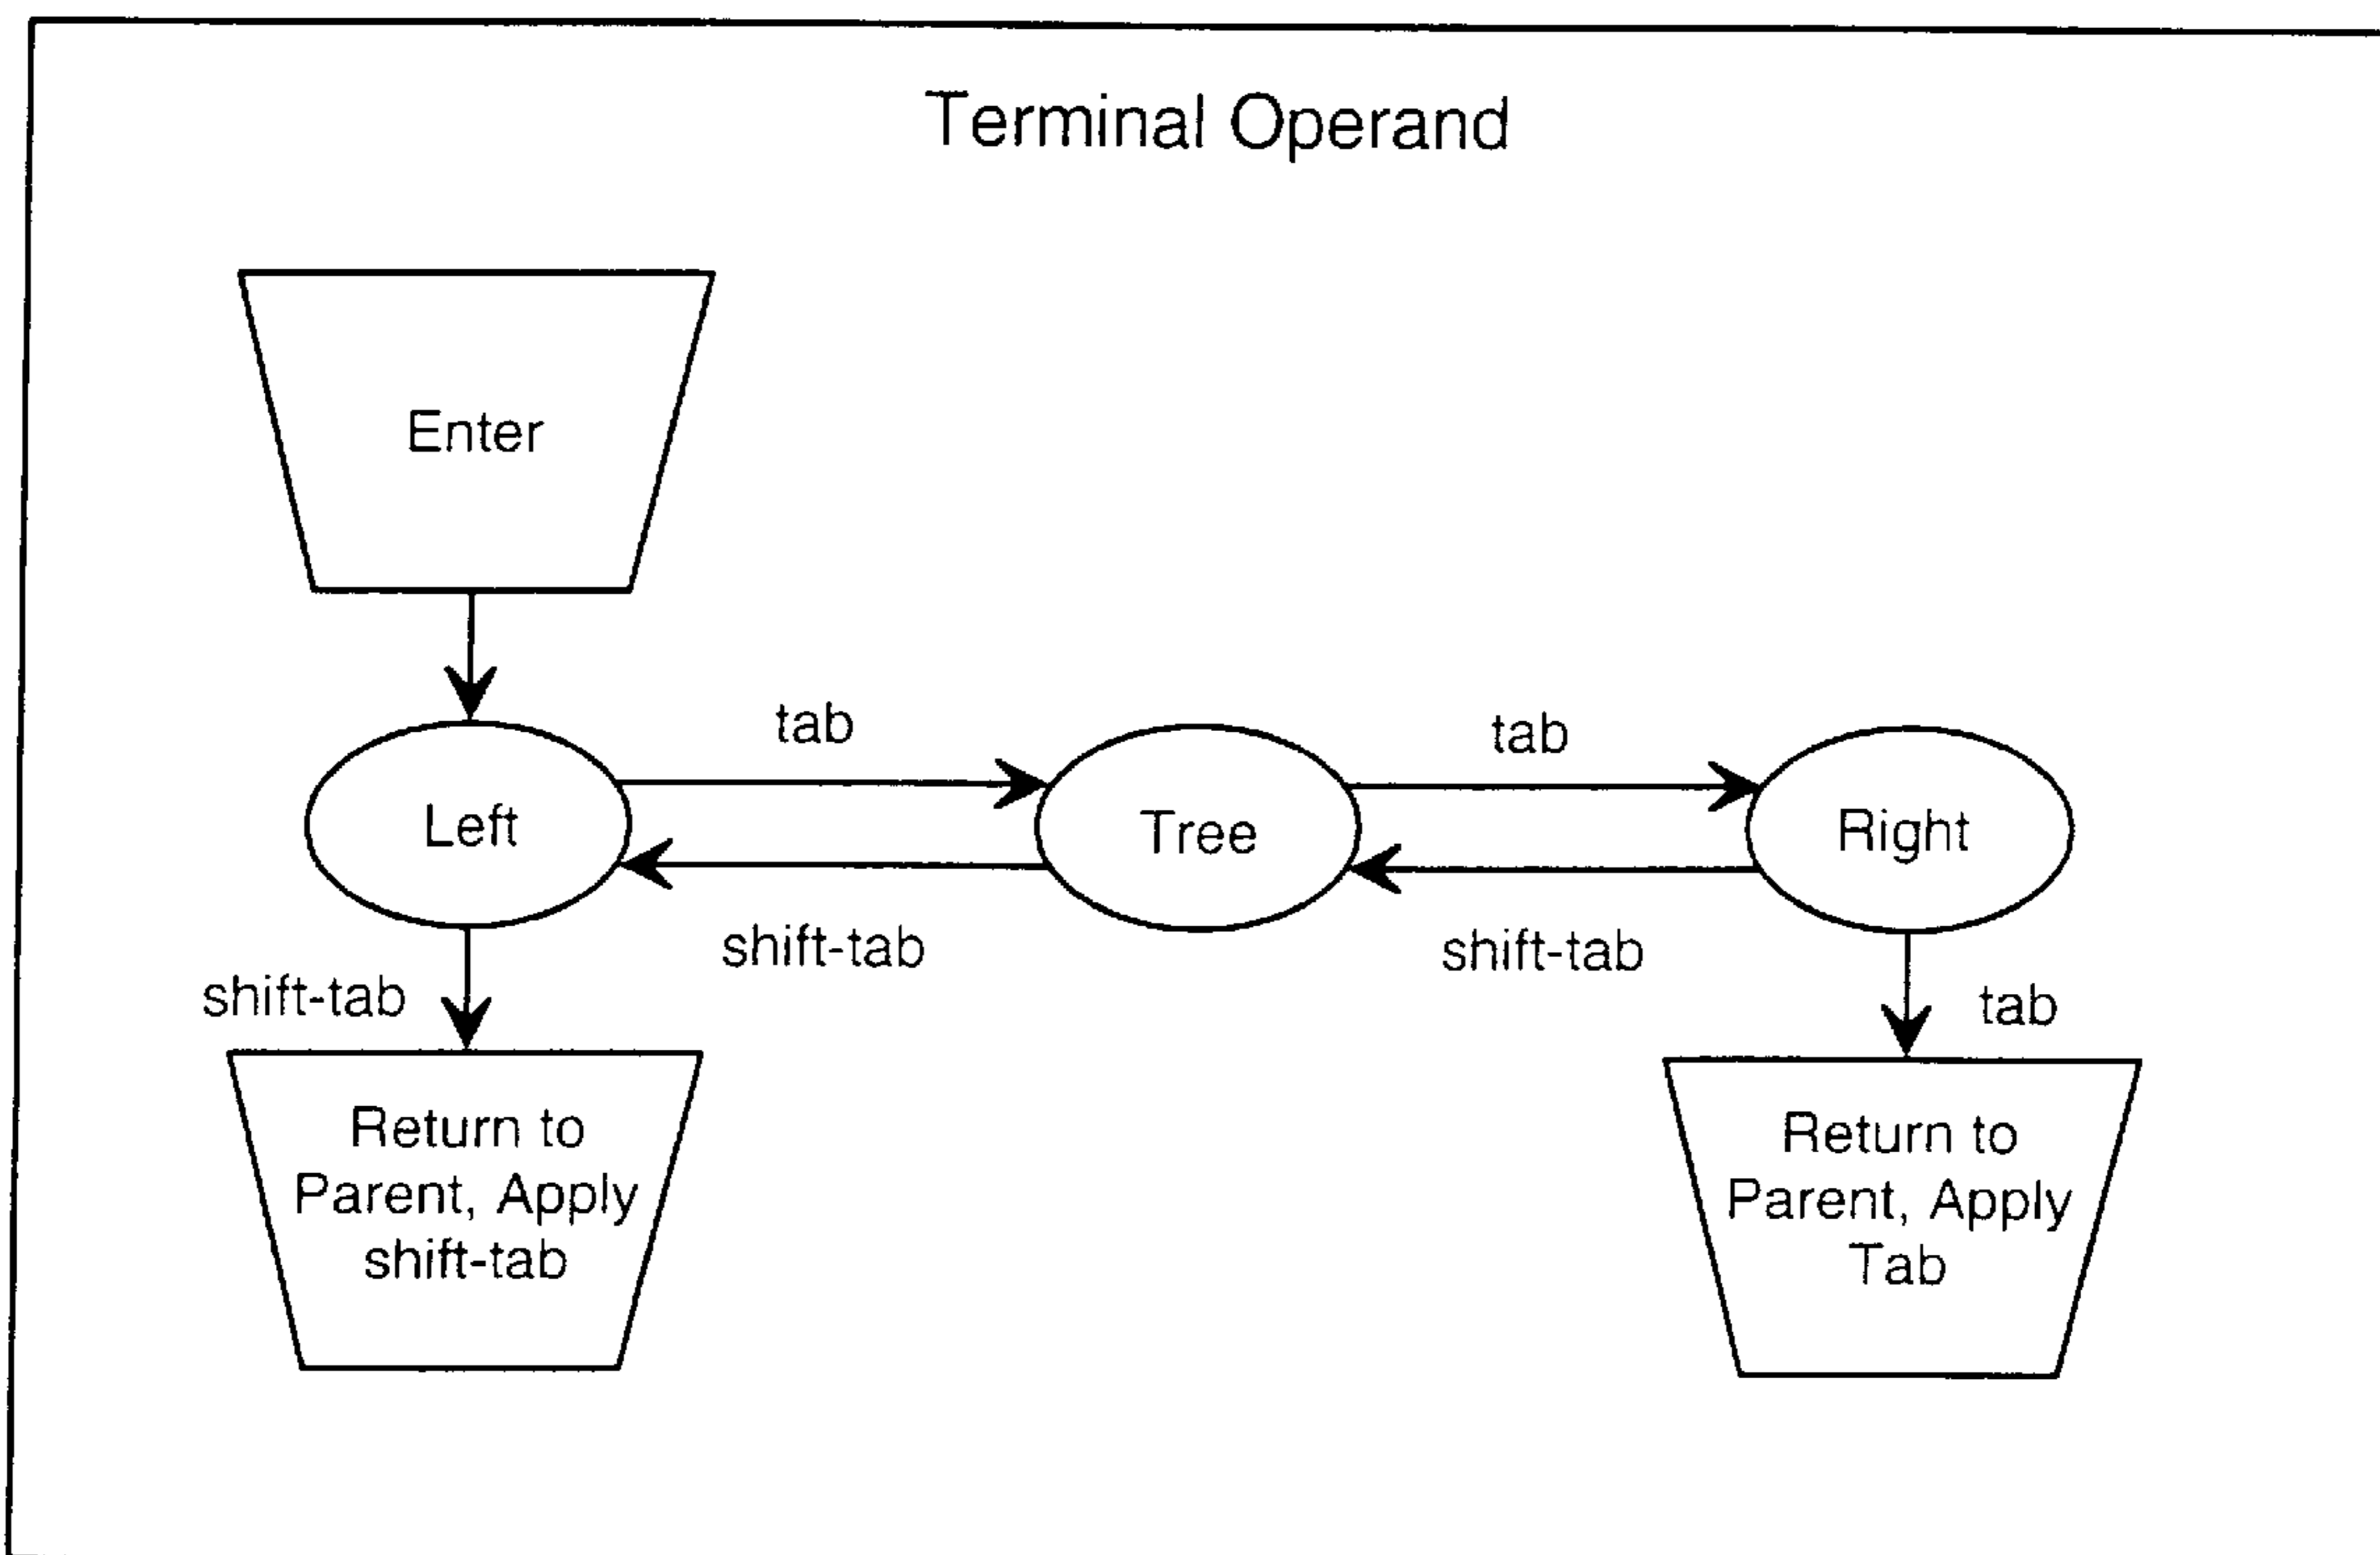 Terminal Operand
Enter
tab
tab
Left
Tree
Right
shift-tab
shift-tab
shift-tab
tab
Return to
Parent, Apply
shift-tab
Return to
Parent, Apply
Tab